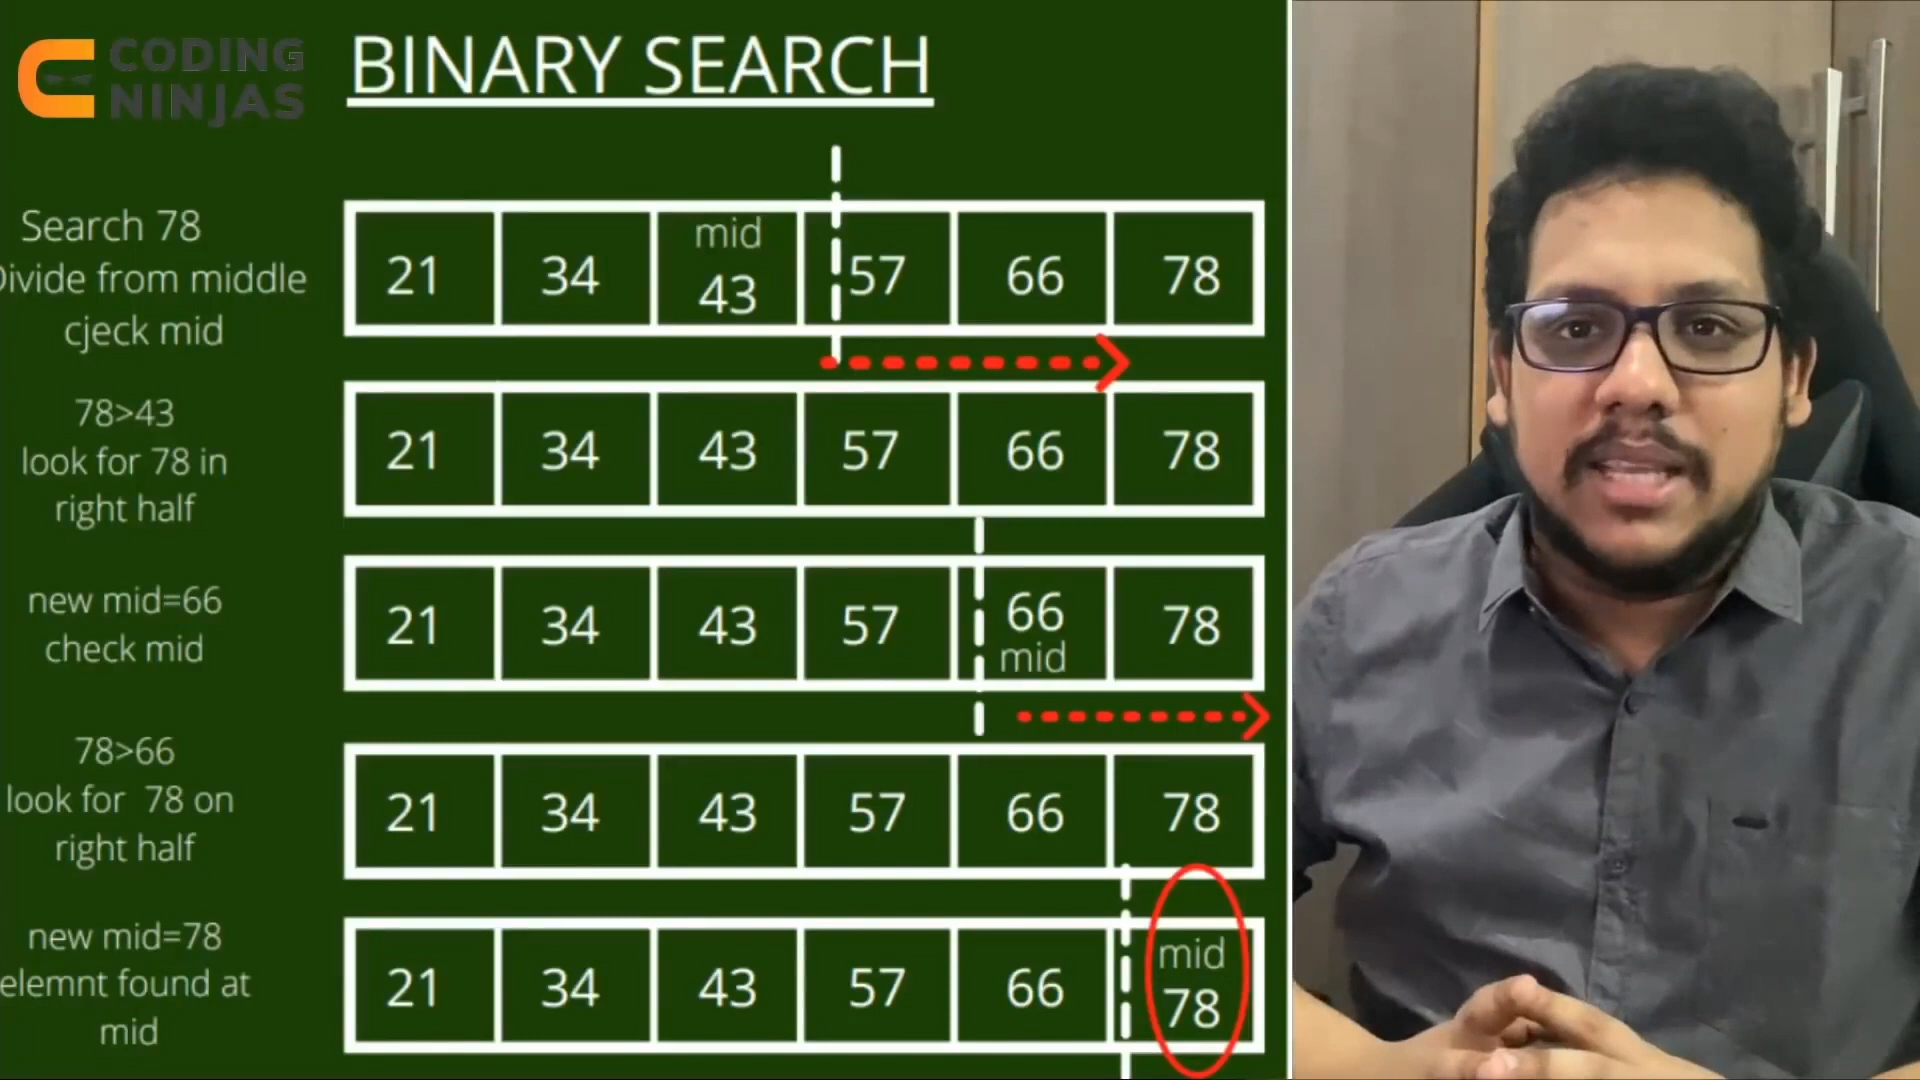 CODING
NINJAS
BINARY SEARCH
Search 78
Divide from middle
cjeck mid
mid
21 34 43 57 66 78
78>43
look for 78 in
right half
21 34 43 57 66 78
new mid=66
check mid
21 34 43 57 66 78
mid
78>66
look for 78 on
right half
21 34 43 57 66 78
new mid=78
elemnt found at
mid
mid
21 34 43 57 66 78